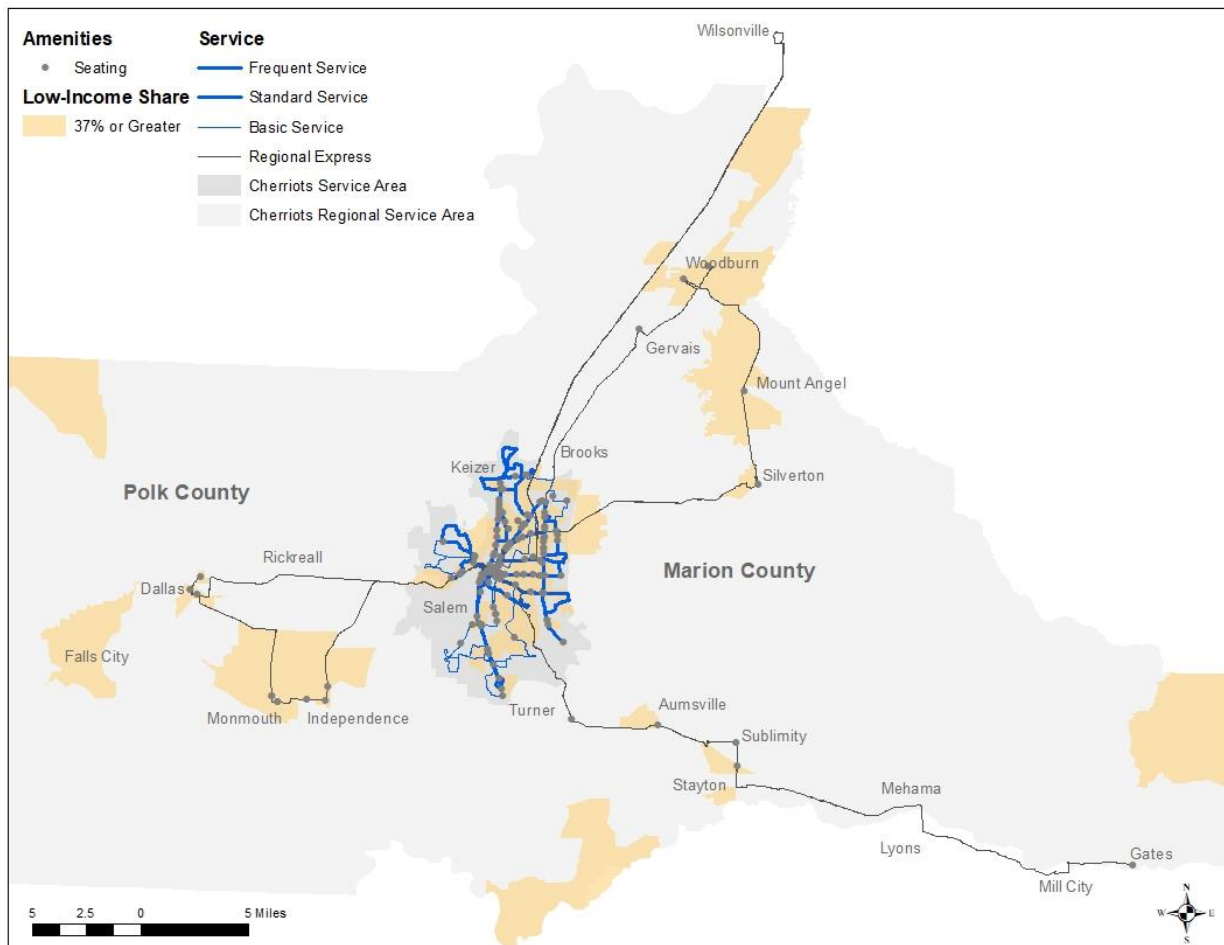 Amenities
Seating
Low-Income Share
37% or Greater
Service
Frequent Service
Standard Service
Basic Service
Regional Express
Cherriots Service Area
Cherriots Regional Service Area
Wilsonville
Woodburn
Gervais
Mount Angel
Brooks
Keizer
Silverton
Polk County
Marion County
Rickreall
Dallas
Salem
Falls City
Monmouth
Independence
Turner
Aumsville
Sublimity
Stayton
Mehama
Lyons
Gates
Mill City
5 2.5 0 5 Miles
N
W E
S